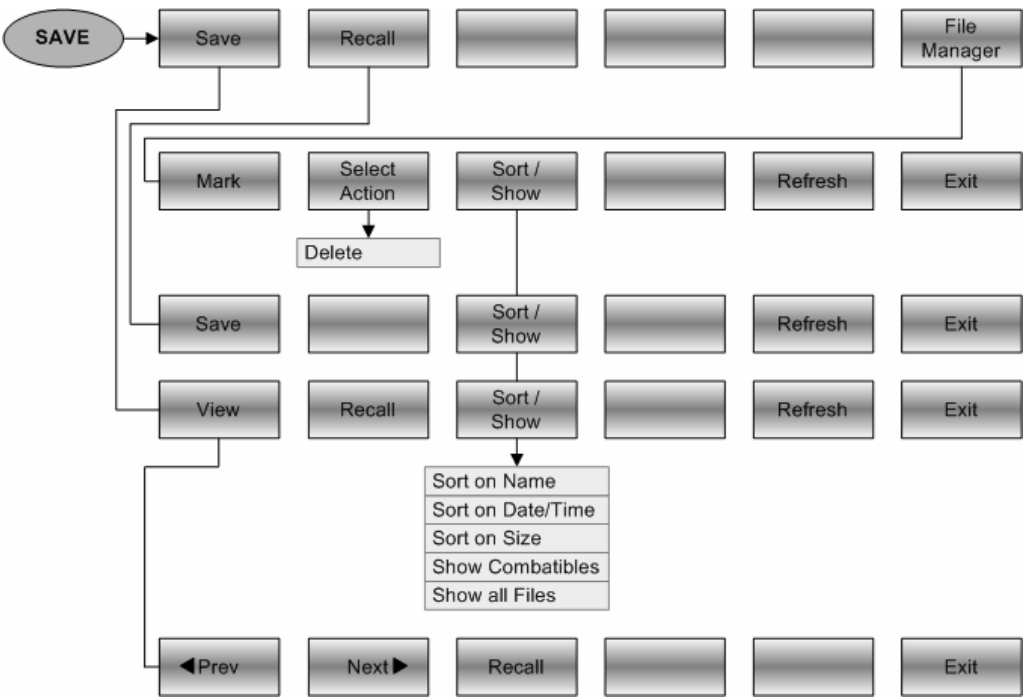 SAVE
Save
Recall
File
Manager
Mark
Select
Action
Sort /
Show
Refresh
Exit
Delete
Save
Sort /
Show
Refresh
Exit
View
Recall
Sort /
Show
Refresh
Exit
Sort on Name
Sort on Date/Time
Sort on Size
Show Combatibles
Show all Files
◀Prev
Next▶
Recall
Exit